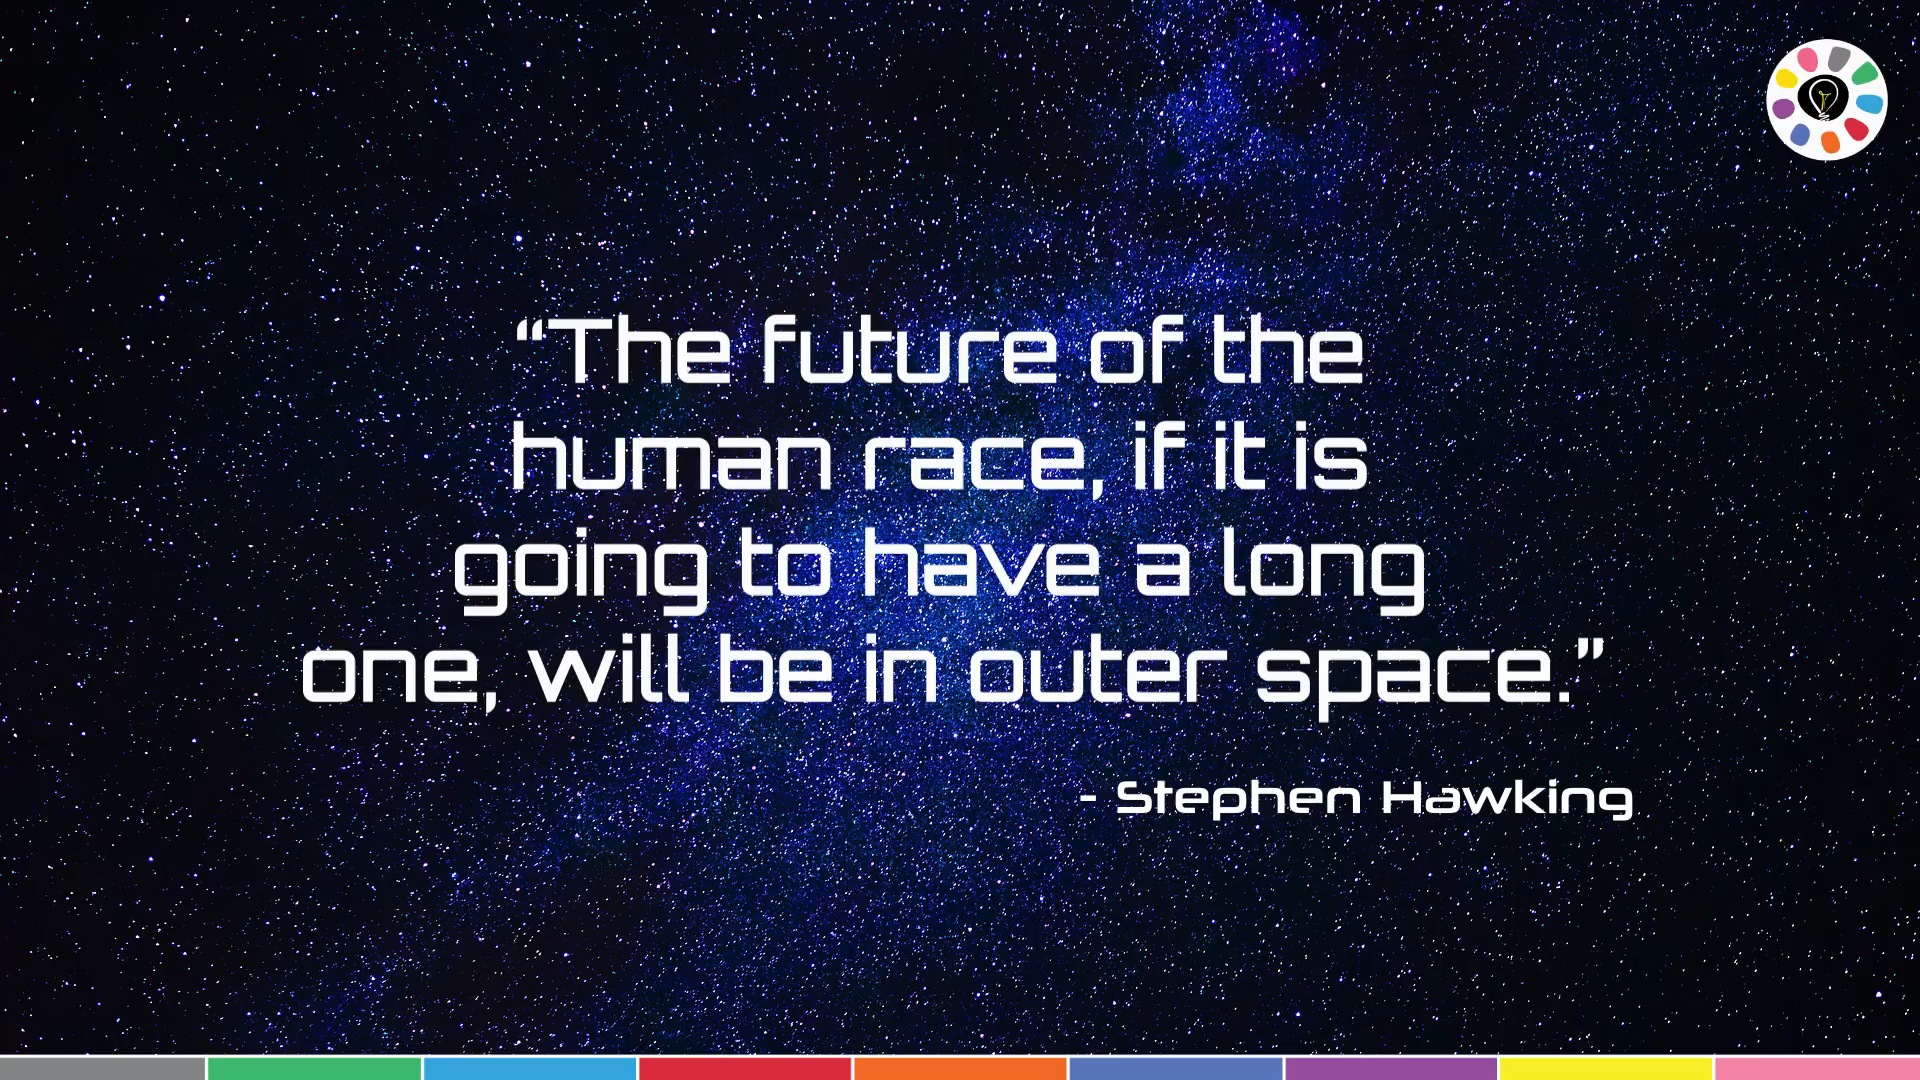 “The future of the
human race, if it is
going to have a long
one, will be in outer space.”
- Stephen Hawking